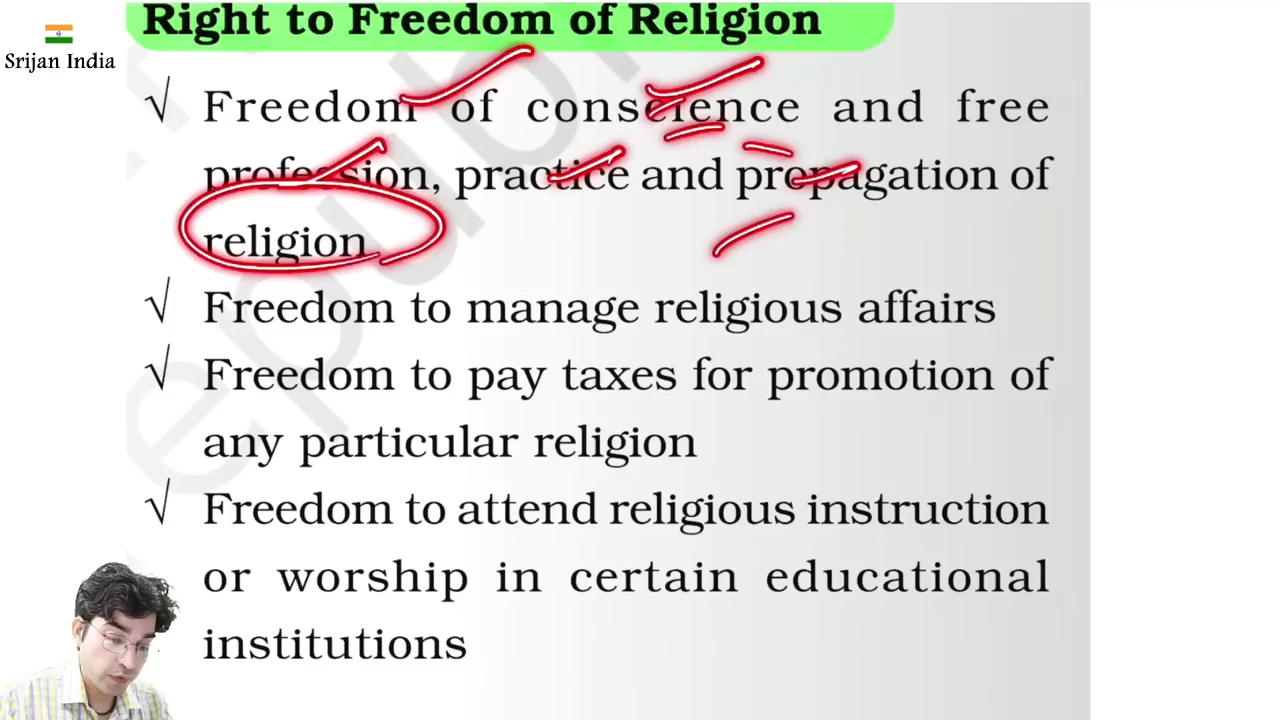 Right to Freedom of Religion
Srijan India
√ Freedom of conscience and free
profession, practice and propagation of
religion
√ Freedom to manage religious affairs
√ Freedom to pay taxes for promotion of
any particular religion
√ Freedom to attend religious instruction
or worship in certain educational
institutions